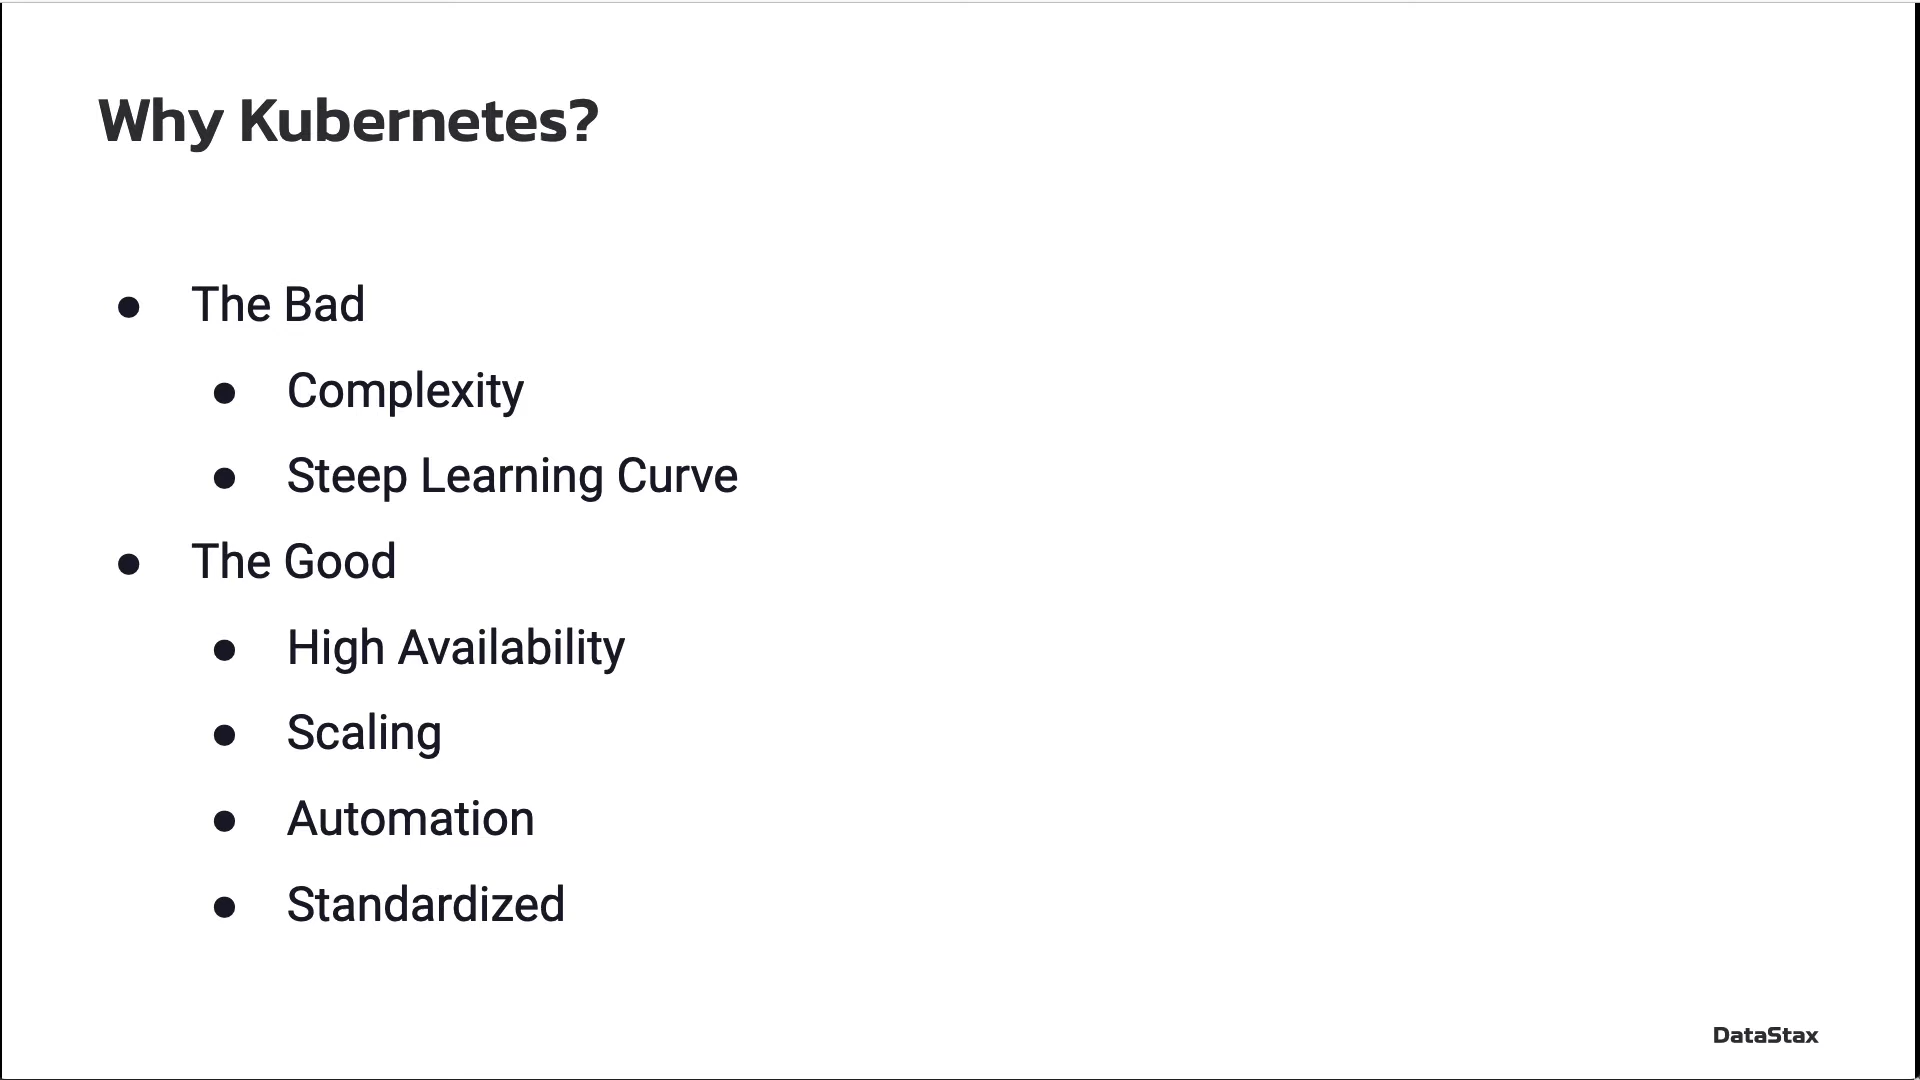 Why Kubernetes?
● The Bad
● Complexity
● Steep Learning Curve
● The Good
● High Availability
● Scaling
● Automation
● Standardized
DataStax